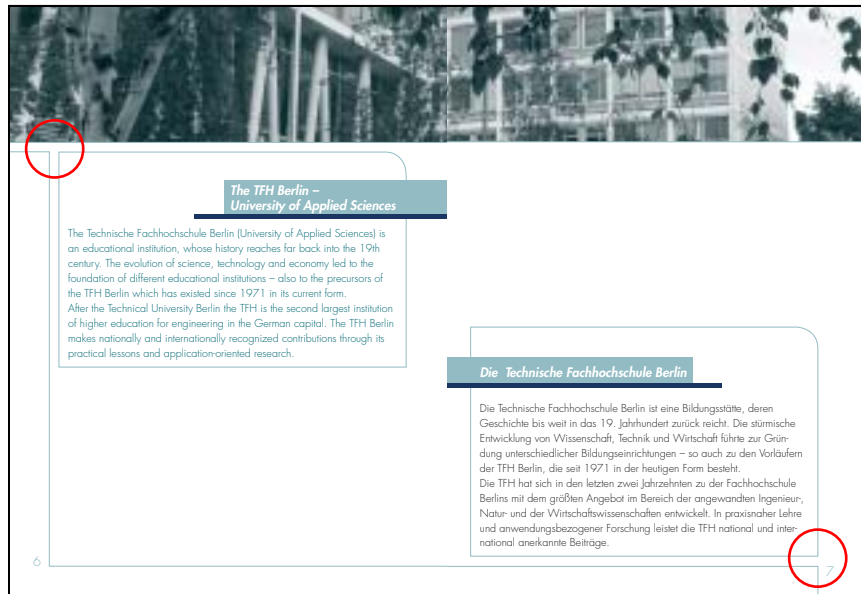 The TFH Berlin –
University of Applied Sciences
The Technische Fachhochschule Berlin (University of Applied Sciences) is
an educational institution, whose history reaches far back into the 19th
century. The evolution of science, technology and economy led to the
foundation of different educational institutions – also to the precursors of
the TFH Berlin which has existed since 1971 in its current form.
After the Technical University Berlin the TFH is the second largest institution
of higher education for engineering in the German capital. The TFH Berlin
makes nationally and internationally recognized contributions through its
practical lessons and application-oriented research.
Die Technische Fachhochschule Berlin
Die Technische Fachhochschule Berlin ist eine Bildungsstätte, deren
Geschichte bis weit in das 19. Jahrhundert zurück reicht. Die stürmische
Entwicklung von Wissenschaft, Technik und Wirtschaft führte zur Grün-
dung unterschiedlicher Bildungseinrichtungen – so auch zu den Vorläufern
der TFH Berlin, die seit 1971 in der heutigen Form besteht.
Die TFH hat sich in den letzten zwei Jahrzehnten zu der Fachhochschule
Berlins mit dem größten Angebot im Bereich der angewandten Ingenieur-,
Natur- und der Wirtschaftswissenschaften entwickelt. In praxisnaher Lehre
und anwendungsbezogener Forschung leistet die TFH national und inter-
national anerkannte Beiträge.
6
7